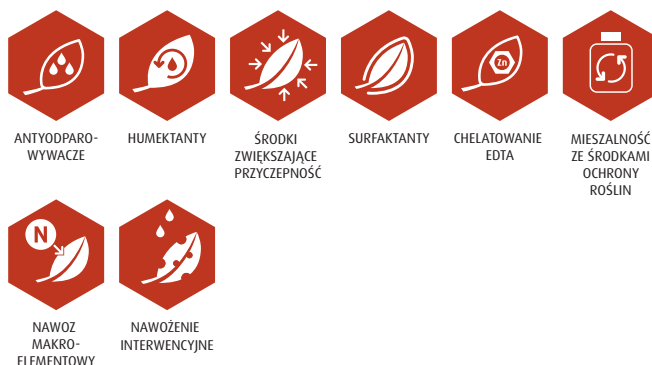 Zn
ANTYODPARO-
WYWACZE
HUMEKTANTY
ŚRODKI
ZWIĘKSZAJĄCE
PRZYCZEPNOŚĆ
SURFAKTANTY
CHELATOWANIE
EDTA
MIESZALNOŚĆ
ZE ŚRODKAMI
OCHRONY
ROŚLIN
N
NAWOZ
MAKRO-
ELEMENTOWY
NAWOŻENIE
INTERWENCYJNE